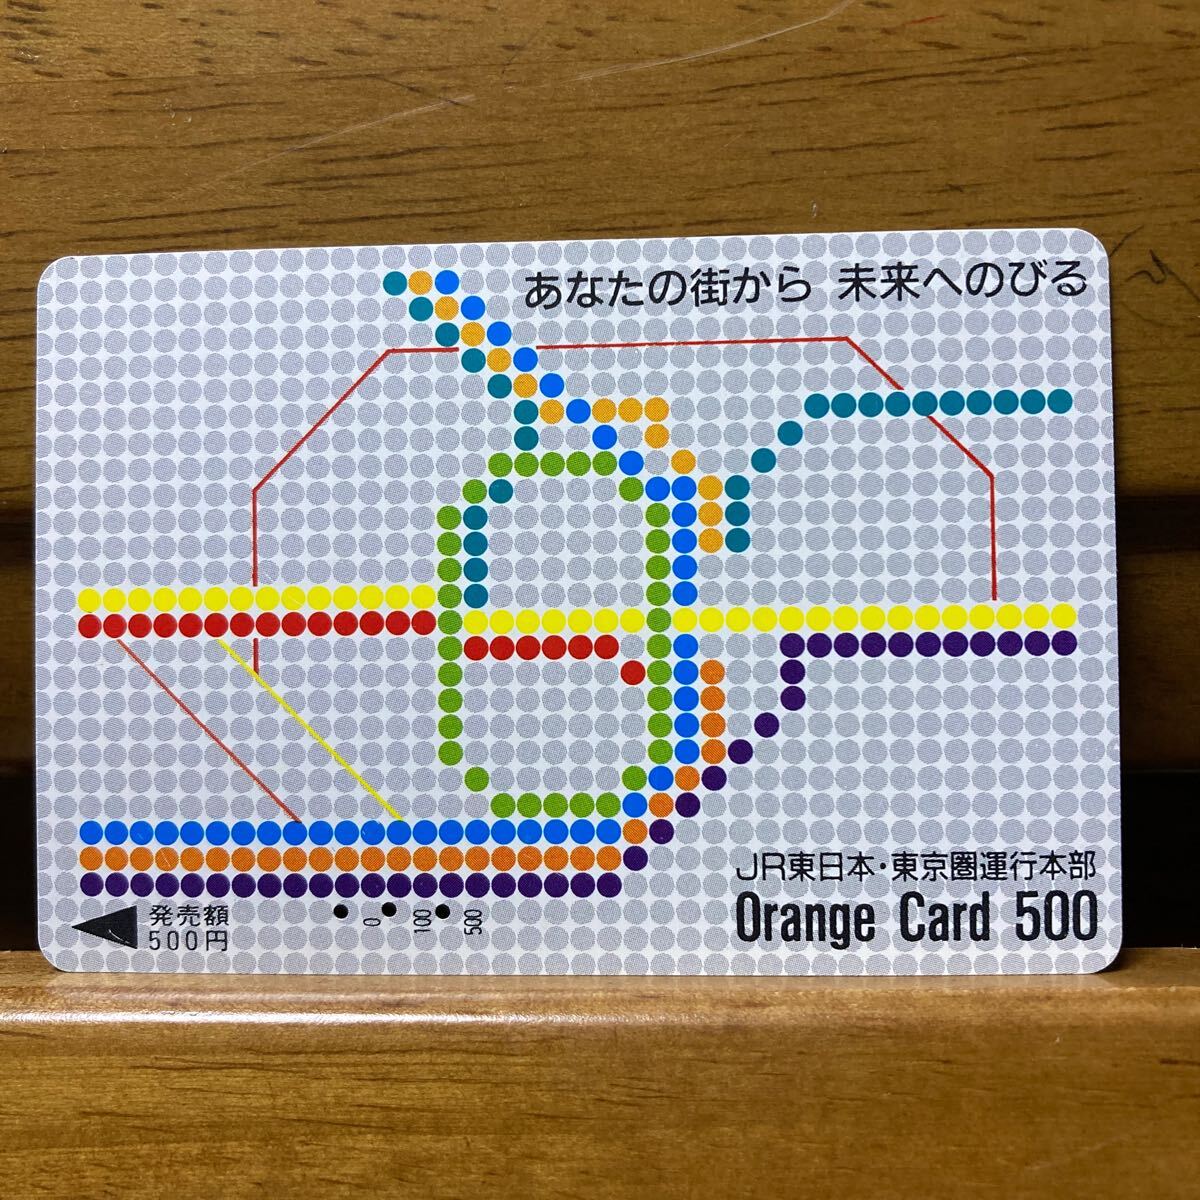 あなたの街から 未来へのびる
JR東日本・東京圏運行本部
Orange Card 500
発売額
500円
0 100 500